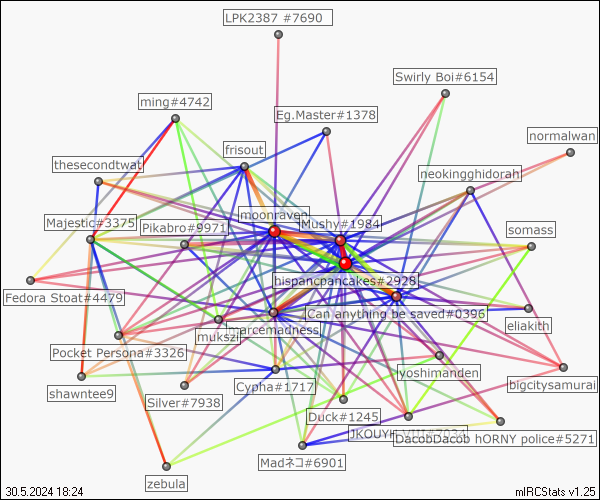 LPK2387 #7690
Swirly Boi#6154
ming#4742
Eg.Master#1378
normalwan
frisout
thesecondtwat
neokingghidorah
moonraven
Majestic#3375
Pikabro#9971
Mushy#1984
somass
hispancpancakes#2928
Fedora Stoat#4479
Can anything be saved#0396
mukszi
marcemadness
eliakith
Pocket Persona#3326
yoshimanden
Cypha#1717
bigcitysamurai
shawntee9
Silver#7938
Duck#1245
JKOUYH
DacobDacob hORNY police#5271
Madネコ#6901
zebula
30.5.2024 18:24
mIRCStats v1.25